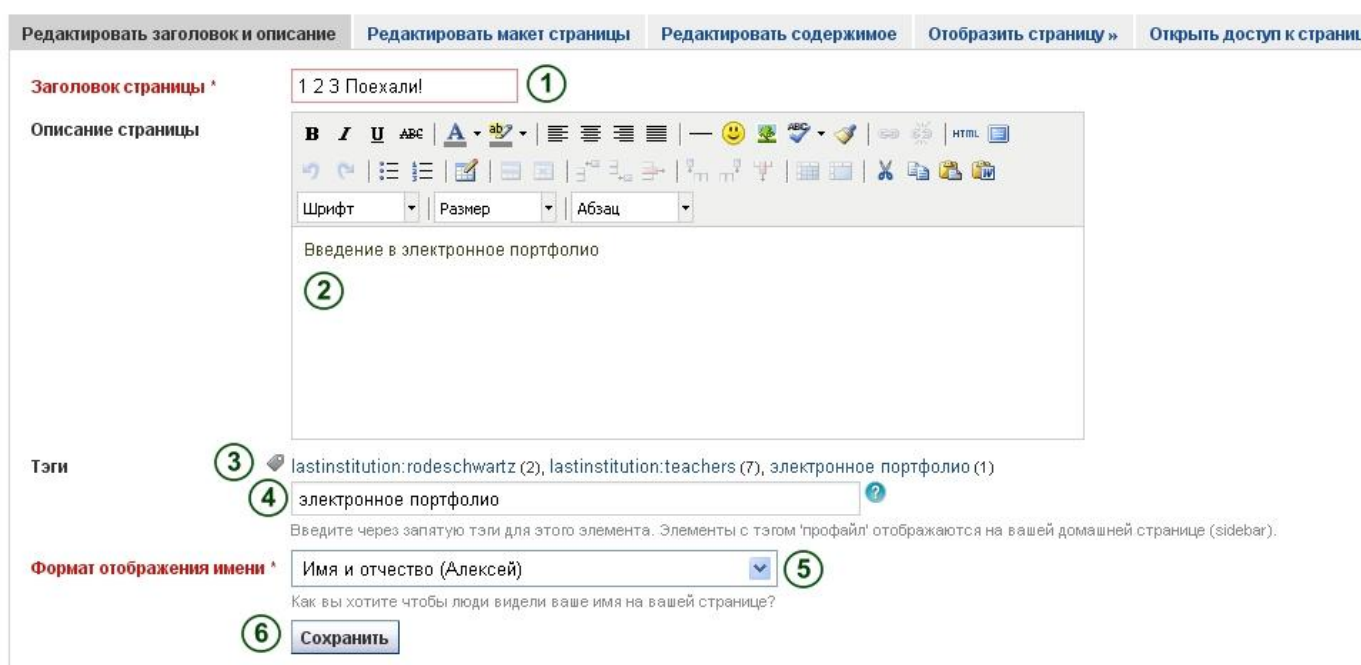 Редактировать заголовок и описание Редактировать макет страницы Редактировать содержимое Отобразить страницу » Открыть доступ к страниц
Заголовок страницы * 1 2 3 Поехали! 1
Описание страницы
B I U ABC A ab ABC HTML
Шрифт Размер Абзац
Введение в электронное портфолио
2
Тэги 3 lastinstitution:rodeschwartz (2), lastinstitution:teachers (7), электронное портфолио (1)
4 электронное портфолио ?
Введите через запятую тэги для этого элемента. Элементы с тэгом 'профайл' отображаются на вашей домашней странице (sidebar).
Формат отображения имени * Имя и отчество (Алексей) 5
Как вы хотите чтобы люди видели ваше имя на вашей странице?
6 Сохранить